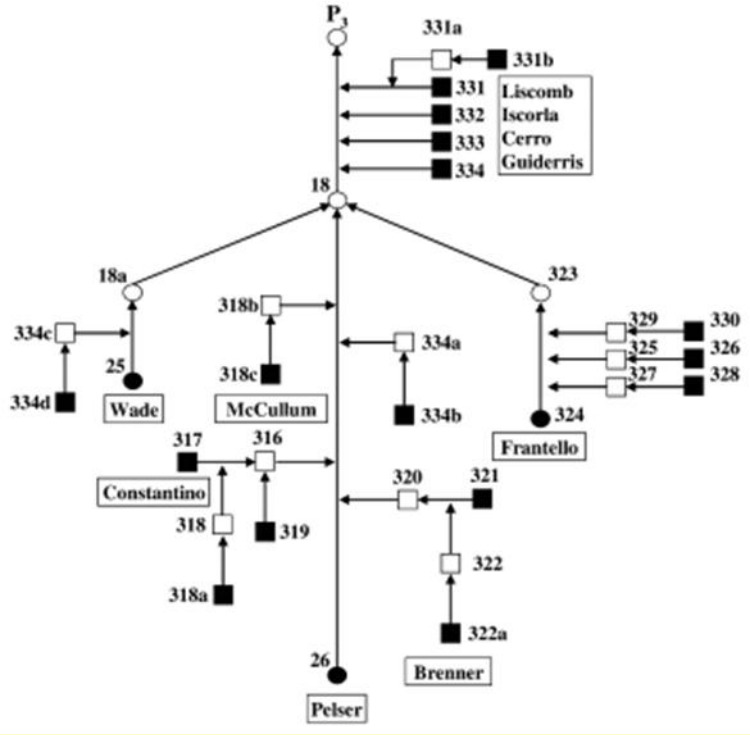 P3
331a
331b
331
Liscomb
332
Iscorla
333
Cerro
334
Guiderris
18
18a
323
334c
318b
329
330
334a
325
326
25
318c
327
328
334d
Wade
McCullum
334b
324
Frantello
317
316
320
321
Constantino
318
319
322
318a
322a
26
Brenner
Pelser